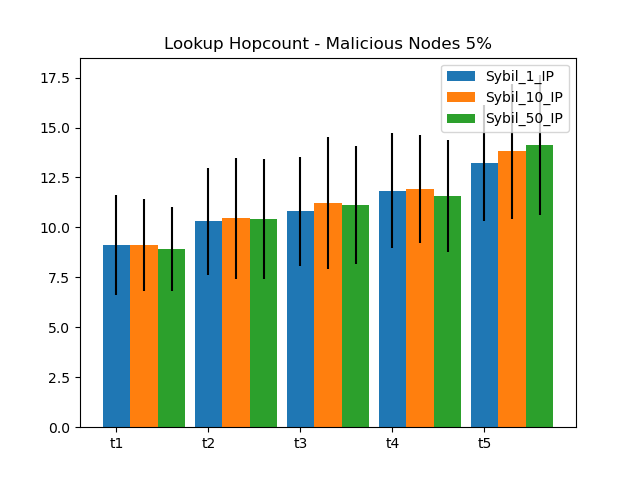 Lookup Hopcount - Malicious Nodes 5%
17.5
15.0
12.5
10.0
7.5
5.0
2.5
0.0
Sybil_1_IP
Sybil_10_IP
Sybil_50_IP
t1
t2
t3
t4
t5